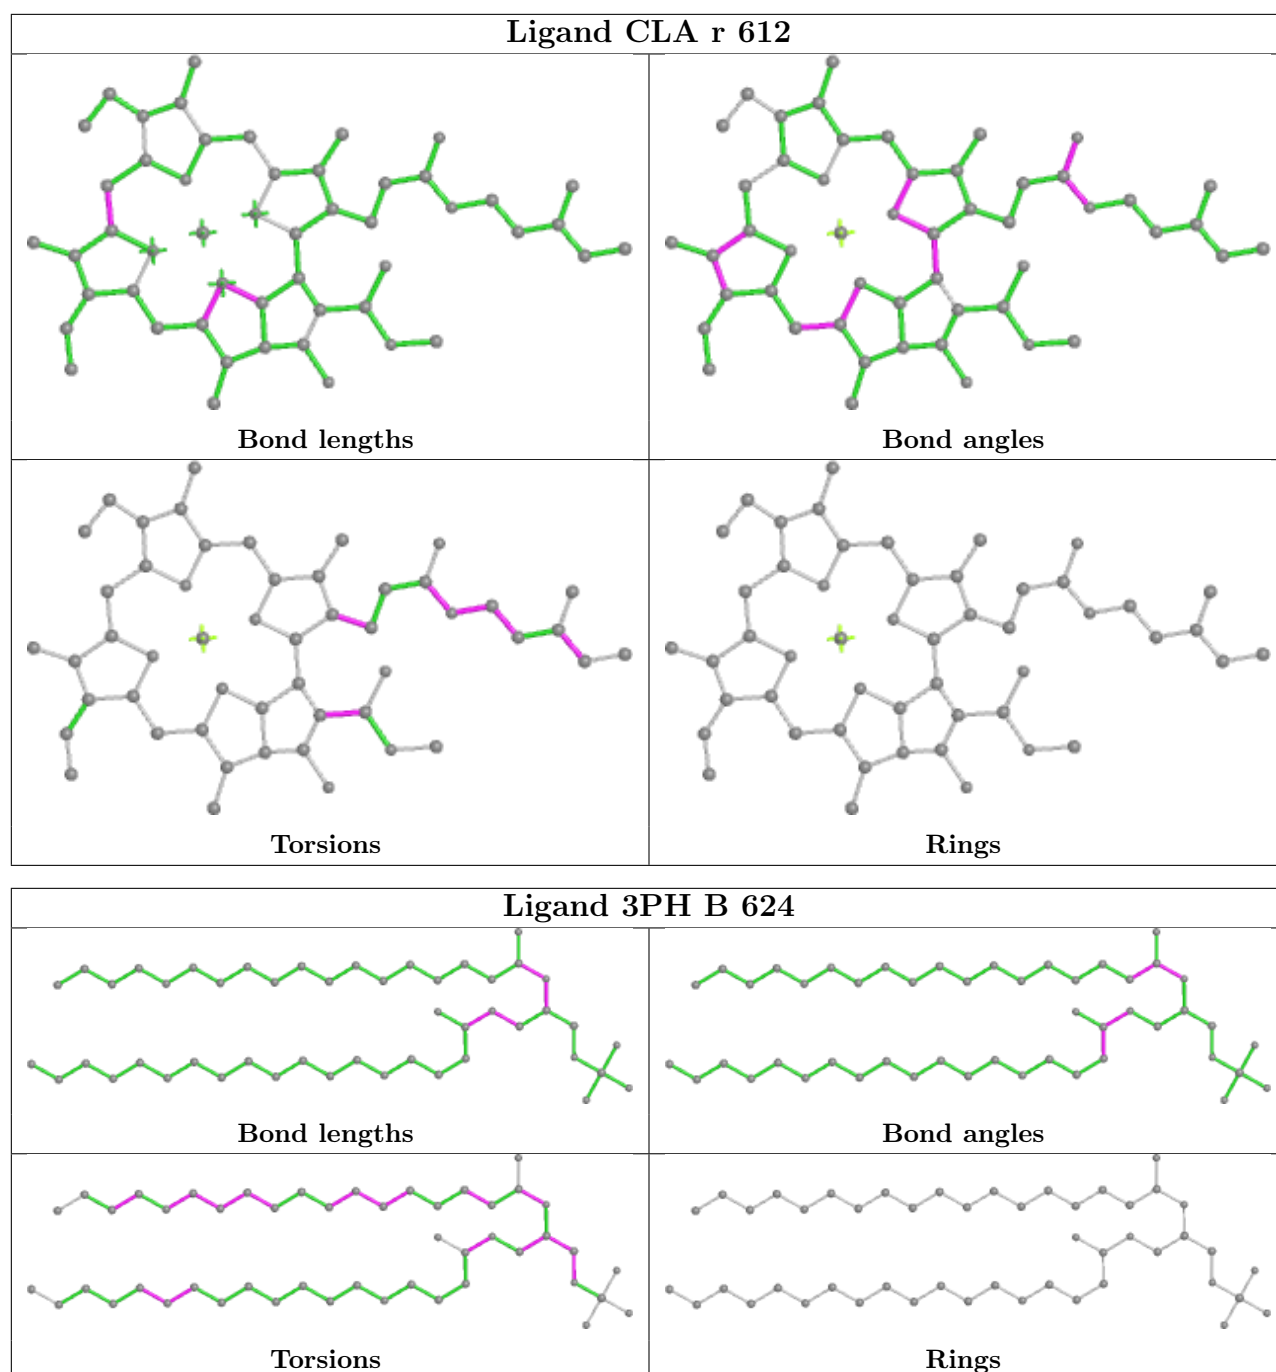 Ligand CLA r 612
Bond lengths
Bond angles
Torsions
Rings
Ligand 3PH B 624
Bond lengths
Bond angles
Torsions
Rings